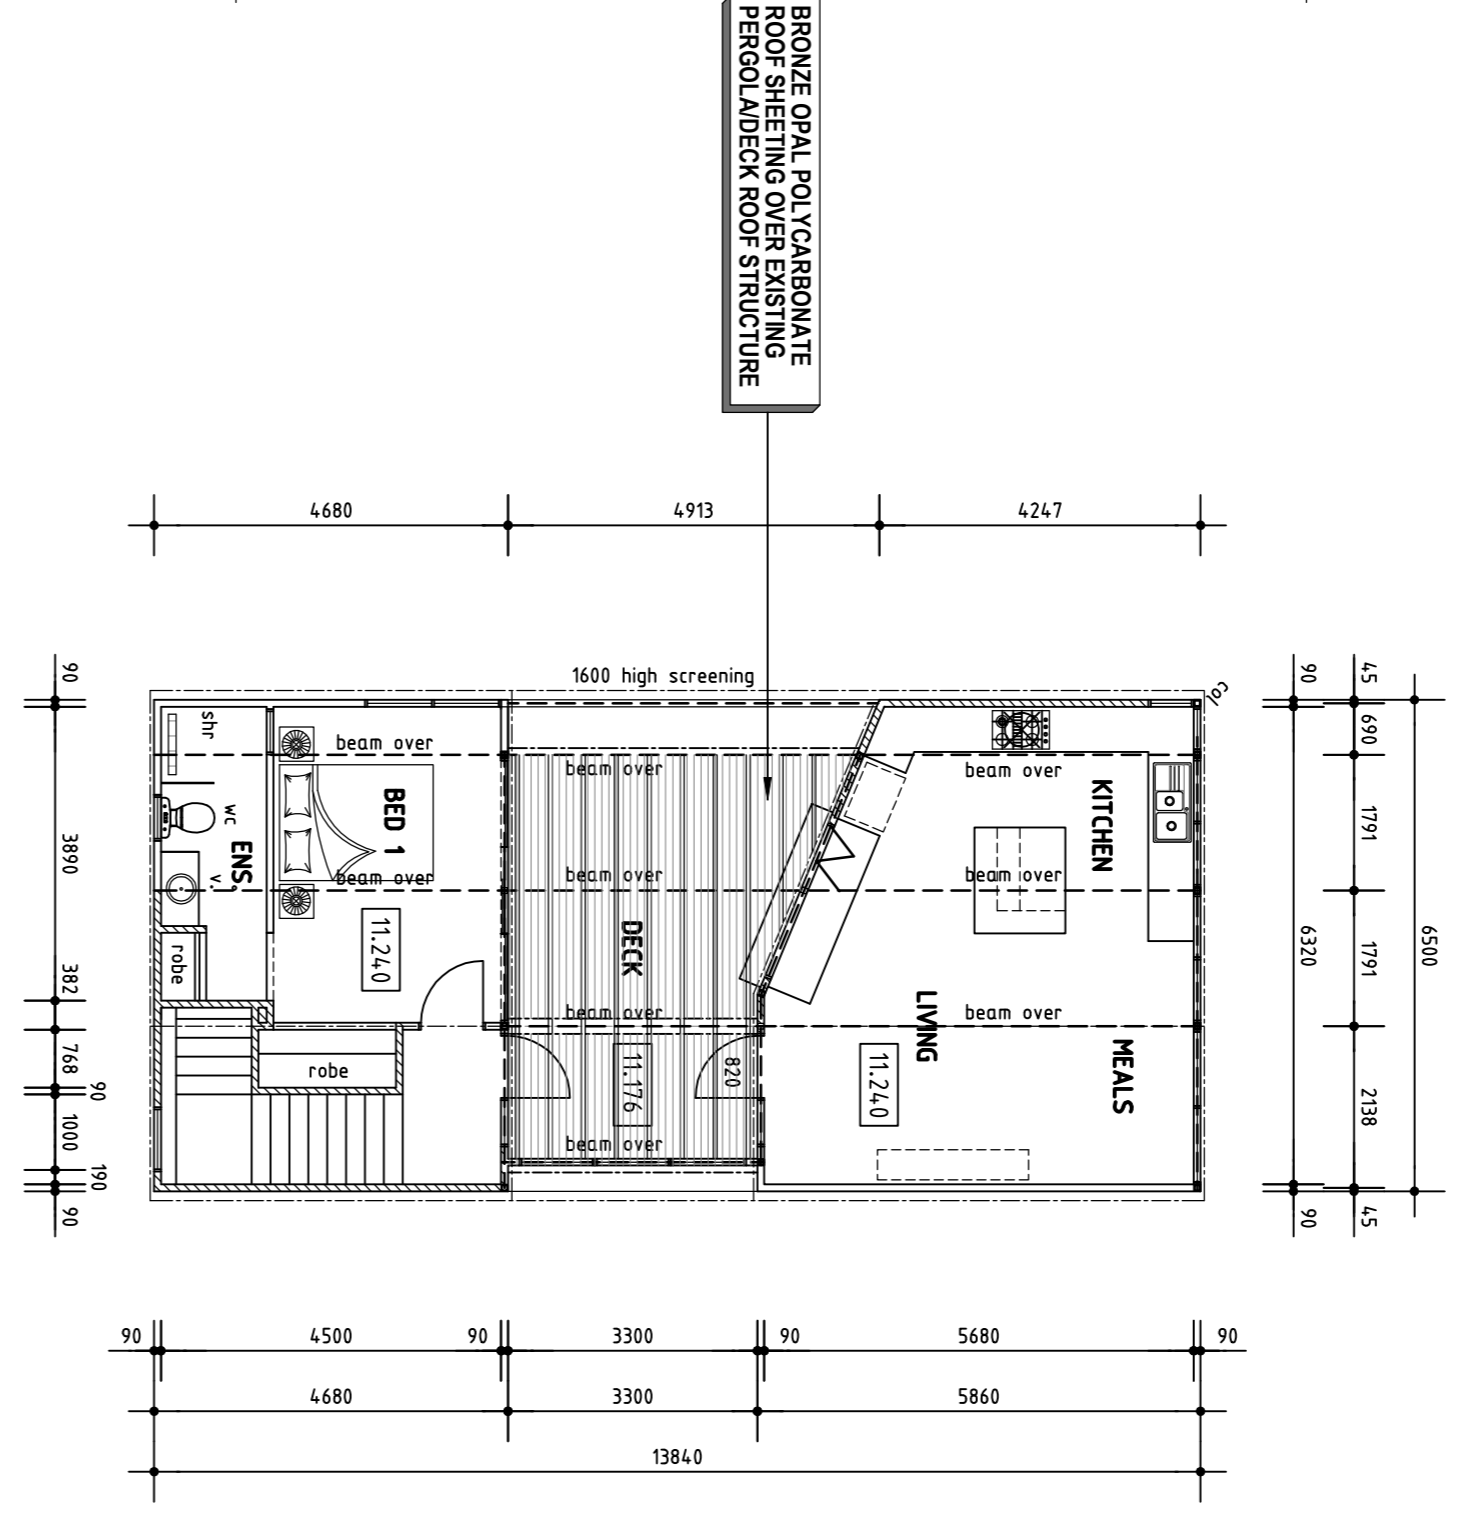 BRONZE OPAL POLYCARBONATE
ROOF SHEETING OVER EXISTING
PERGOLA/DECK ROOF STRUCTURE
4680
4913
4247
1600 high screening
col
90
3890
382
768
90
1000
190
90
shr
wc
ENS
v.
robe
robe
beam over
BED 1
beam over
11.240
beam over
beam over
DECK
beam over
11.176
820
beam over
beam over
KITCHEN
beam over
LIVING
beam over
MEALS
11.240
90
6320
90
45
690
1791
1791
2138
45
6500
90
4500
90
3300
90
5680
90
4680
3300
5860
13840